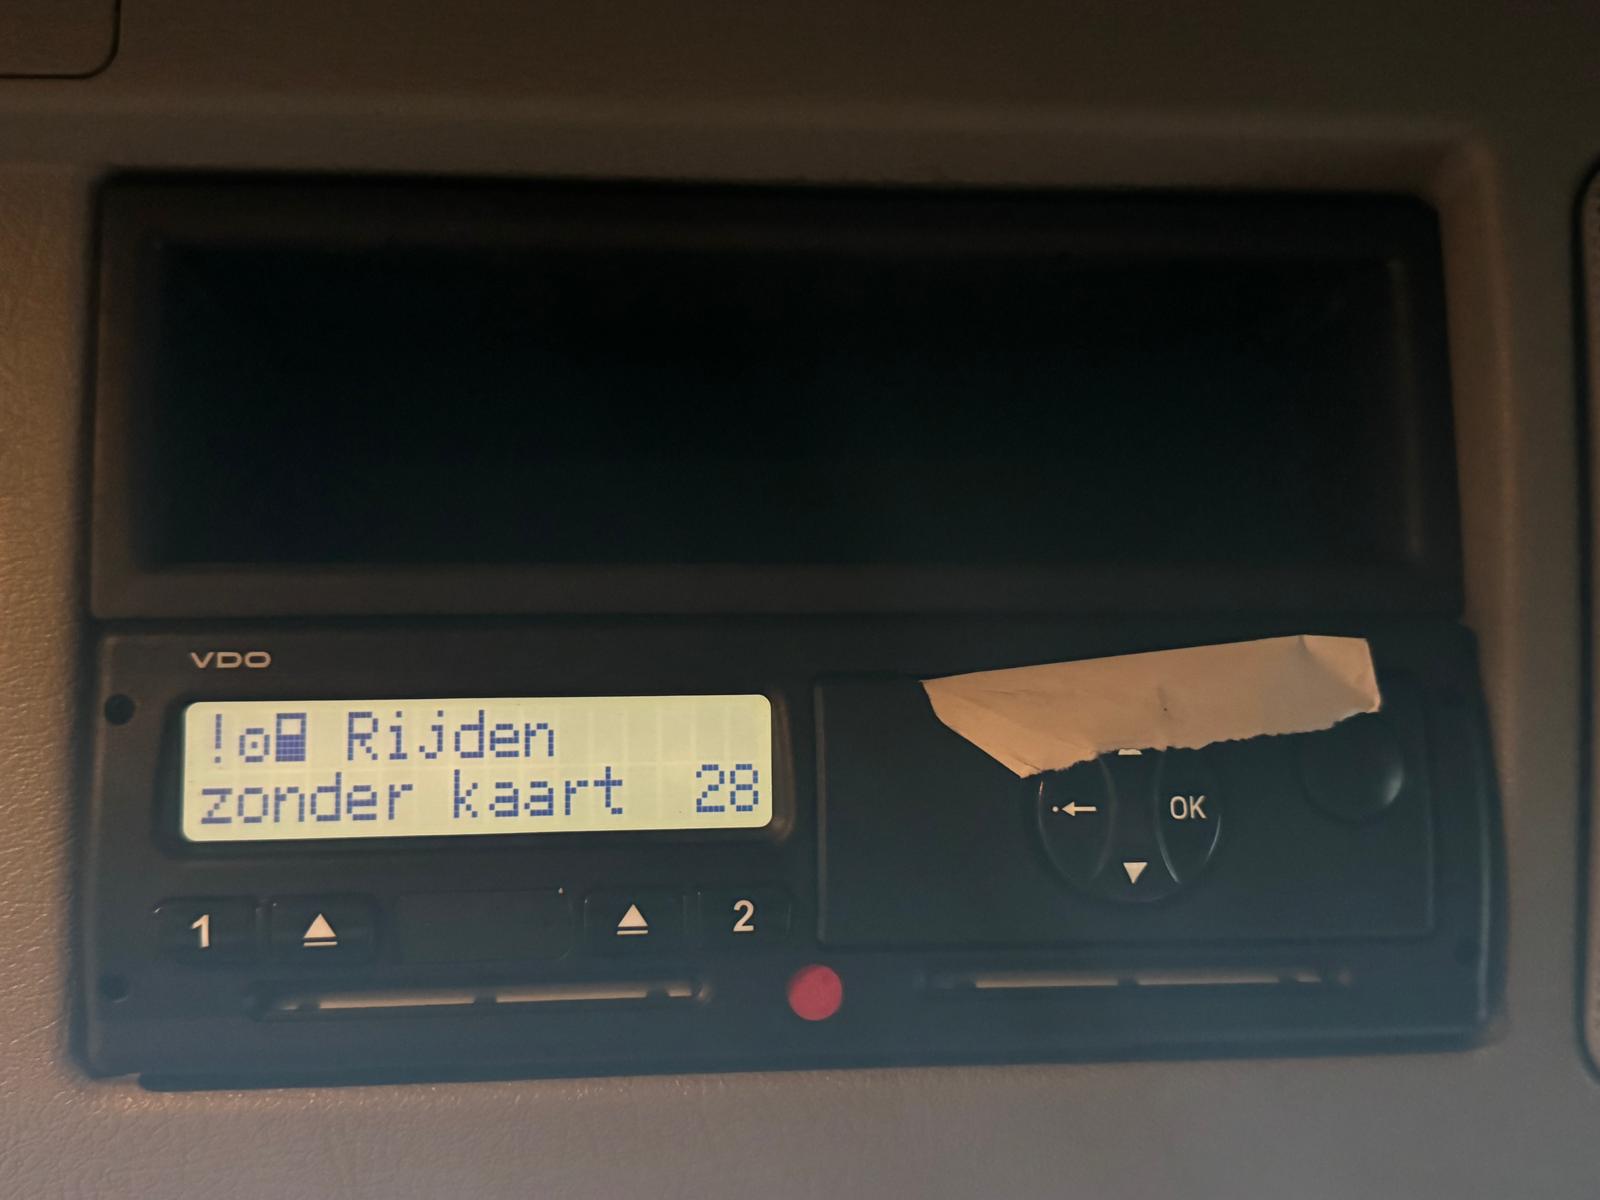 VDO
! Rijden
zonder kaart 28
1 2
OK